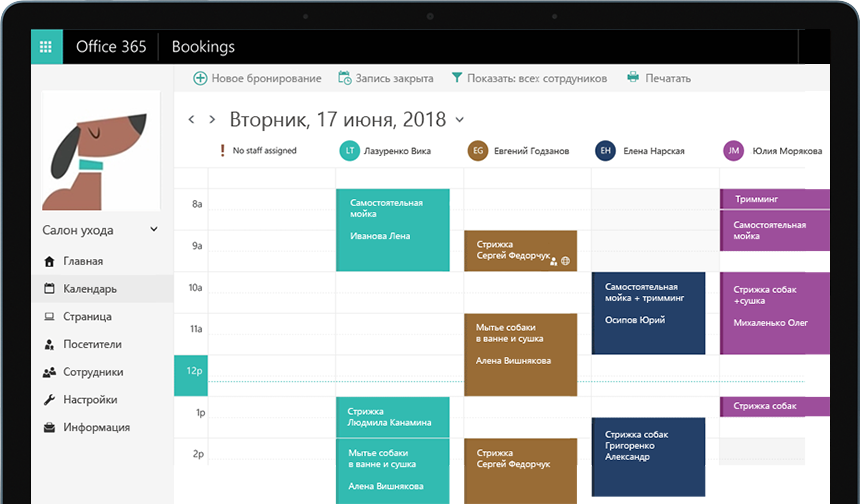 Office 365
Bookings
Новое бронирование
Запись закрыта
Показать: всех сотрудников
Печатать
Вторник, 17 июня, 2018
No staff assigned
LT
Лазуренко Вика
EG
Евгений Годзанов
EH
Елена Нарская
JM
Юлия Морякова
Салон ухода
Главная
Календарь
Страница
Посетители
Сотрудники
Настройки
Информация
8a
9a
10a
11a
12p
1p
2p
Самостоятельная
мойка
Иванова Лена
Стрижка
Людмила Канамина
Мытье собаки
в ванне и сушка
Алена Вишнякова
Стрижка
Сергей Федорчук
Мытье собаки
в ванне и сушка
Алена Вишнякова
Стрижка
Сергей Федорчук
Самостоятельная
мойка + тримминг
Осипов Юрий
Стрижка собак
Григоренко
Александр
Тримминг
Самостоятельная
мойка
Стрижка собак
+сушка
Михаленько Олег
Стрижка собак